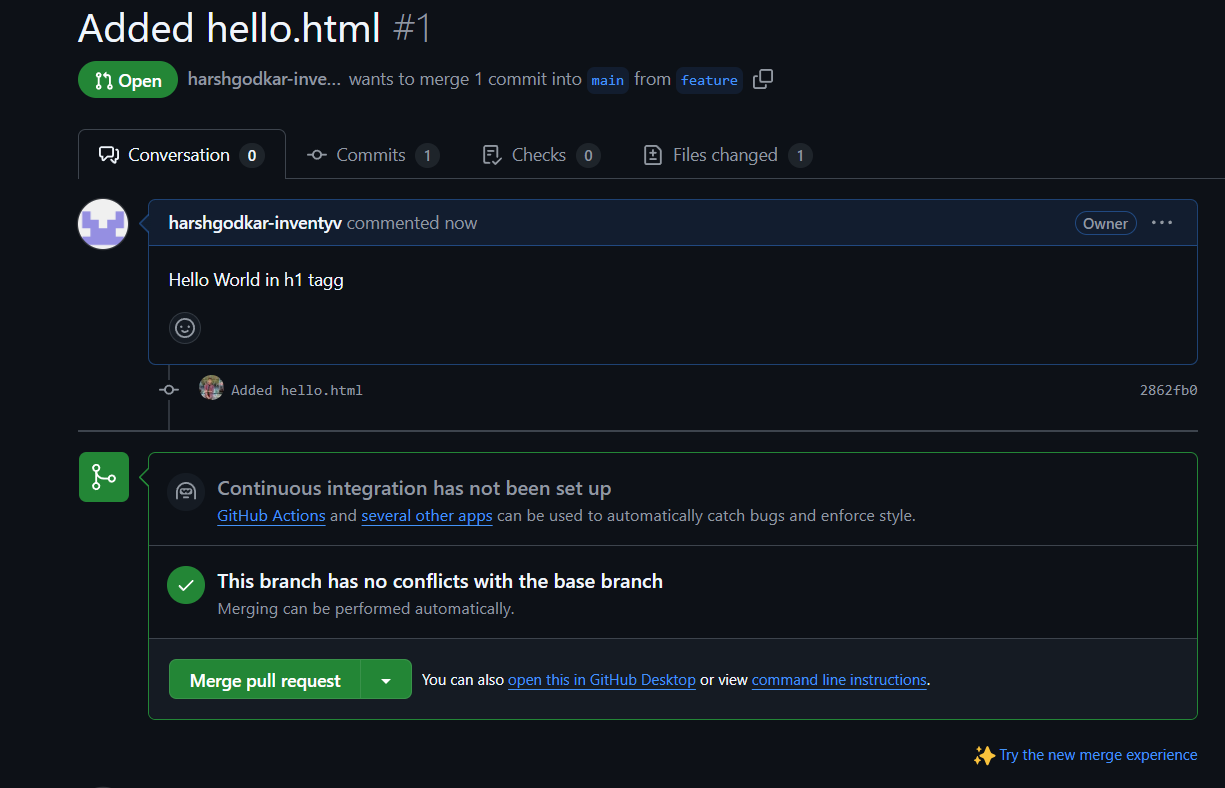 Added hello.html #1
Open harshgodkar-inve... wants to merge 1 commit into main from feature
Conversation 0 Commits 1 Checks 0 Files changed 1
harshgodkar-inventyv commented now Owner ...
Hello World in h1 tagg
Added hello.html 2862fb0
Continuous integration has not been set up
GitHub Actions and several other apps can be used to automatically catch bugs and enforce style.
This branch has no conflicts with the base branch
Merging can be performed automatically.
Merge pull request You can also open this in GitHub Desktop or view command line instructions.
Try the new merge experience